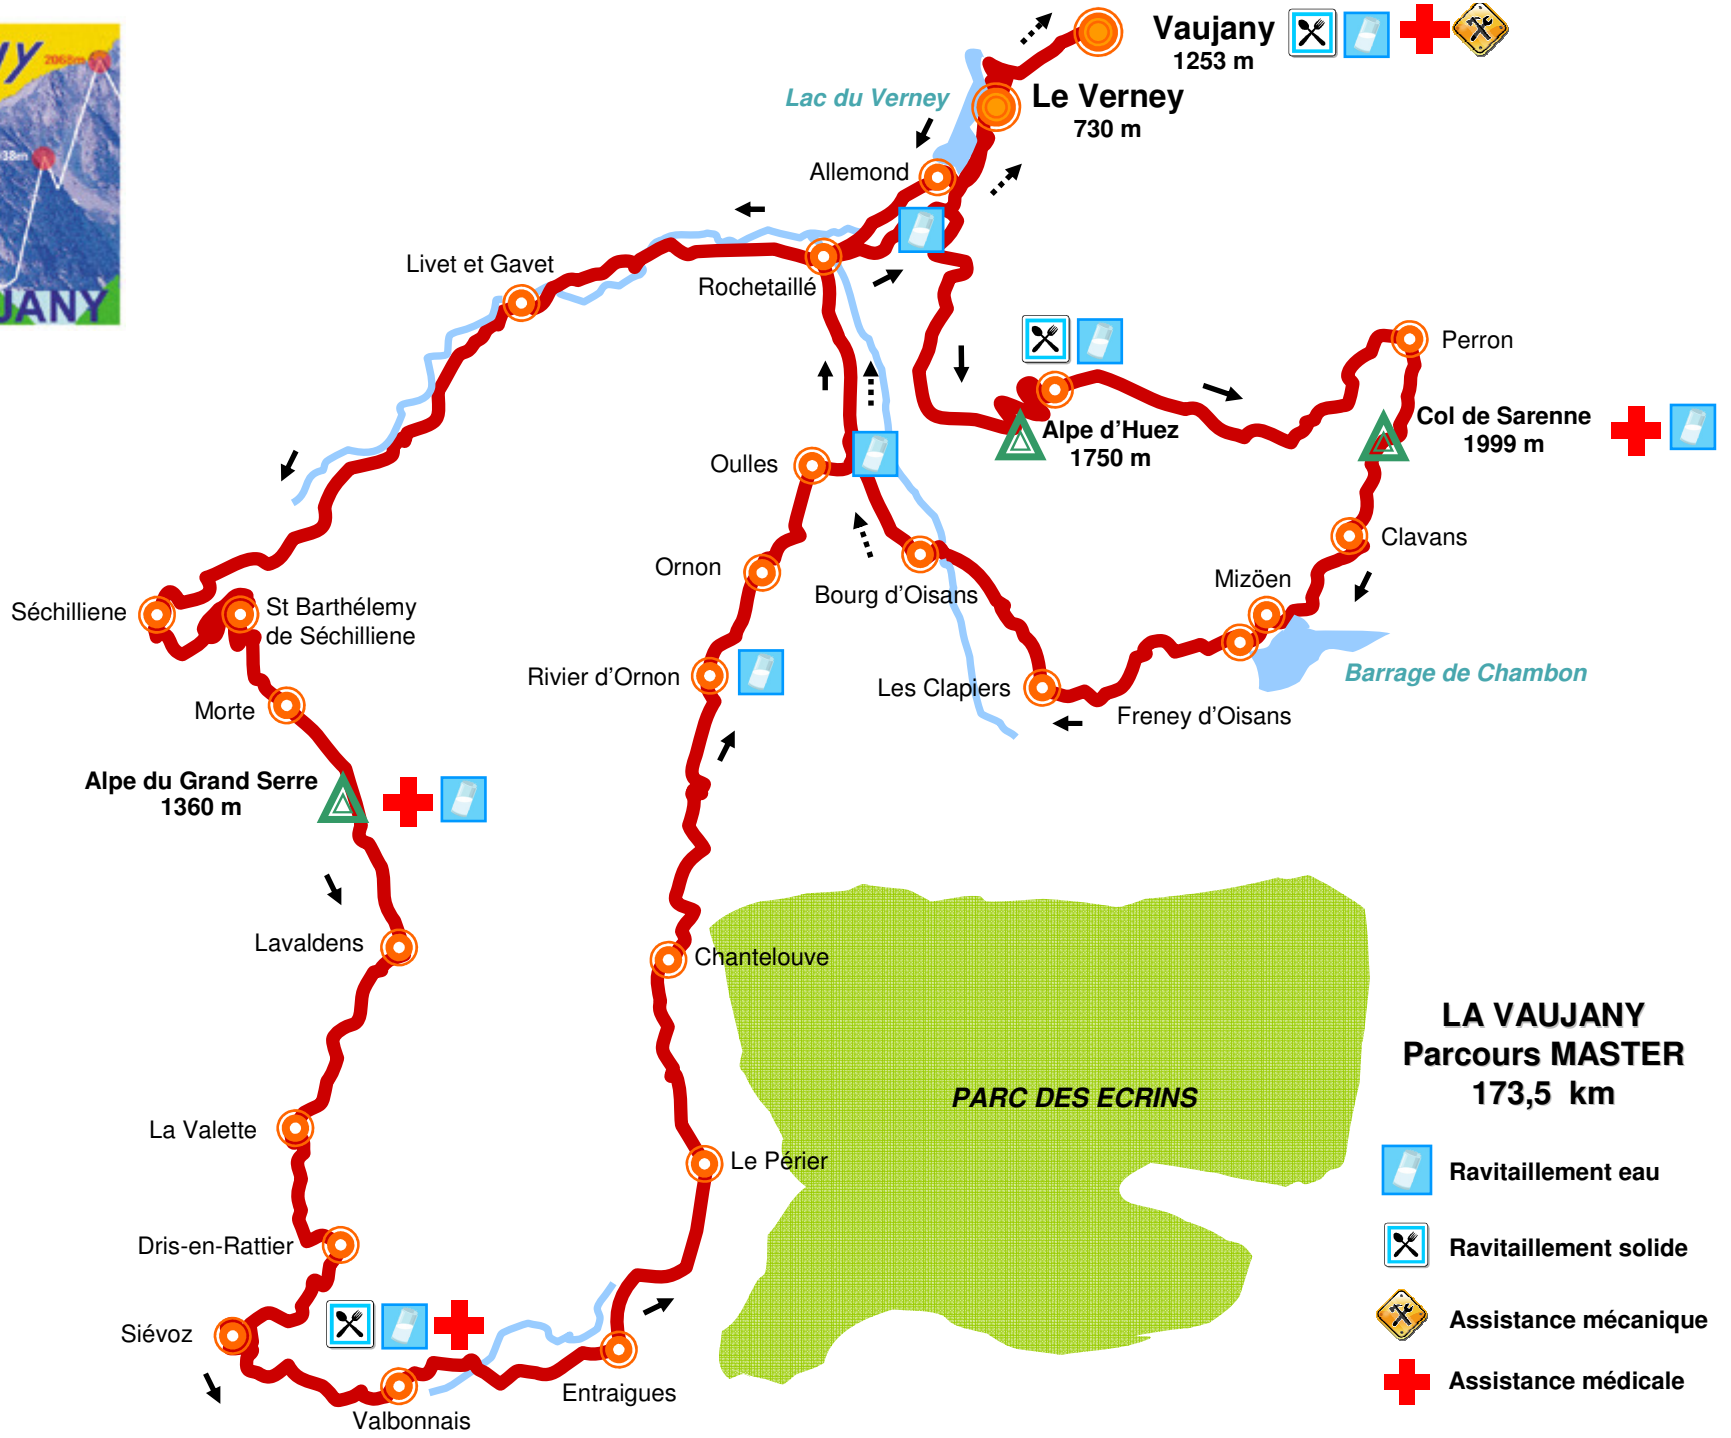 NY
2068m
38m
UJANY
Vaujany
1253 m
Le Verney
730 m
Lac du Verney
Allemond
Livet et Gavet
Rochetaillé
Perron
Col de Sarenne
1999 m
Alpe d'Huez
1750 m
Oulles
Clavans
Ornon
Mizöen
Bourg d'Oisans
Séchilliene
St Barthélemy
de Séchilliene
Rivier d'Ornon
Les Clapiers
Barrage de Chambon
Freney d'Oisans
Morte
Alpe du Grand Serre
1360 m
Lavaldens
Chantelouve
LA VAUJANY
Parcours MASTER
173,5 km
PARC DES ECRINS
La Valette
Le Périer
Ravitaillement eau
Dris-en-Rattier
Ravitaillement solide
Siévoz
Assistance mécanique
Entraigues
Assistance médicale
Valbonnais